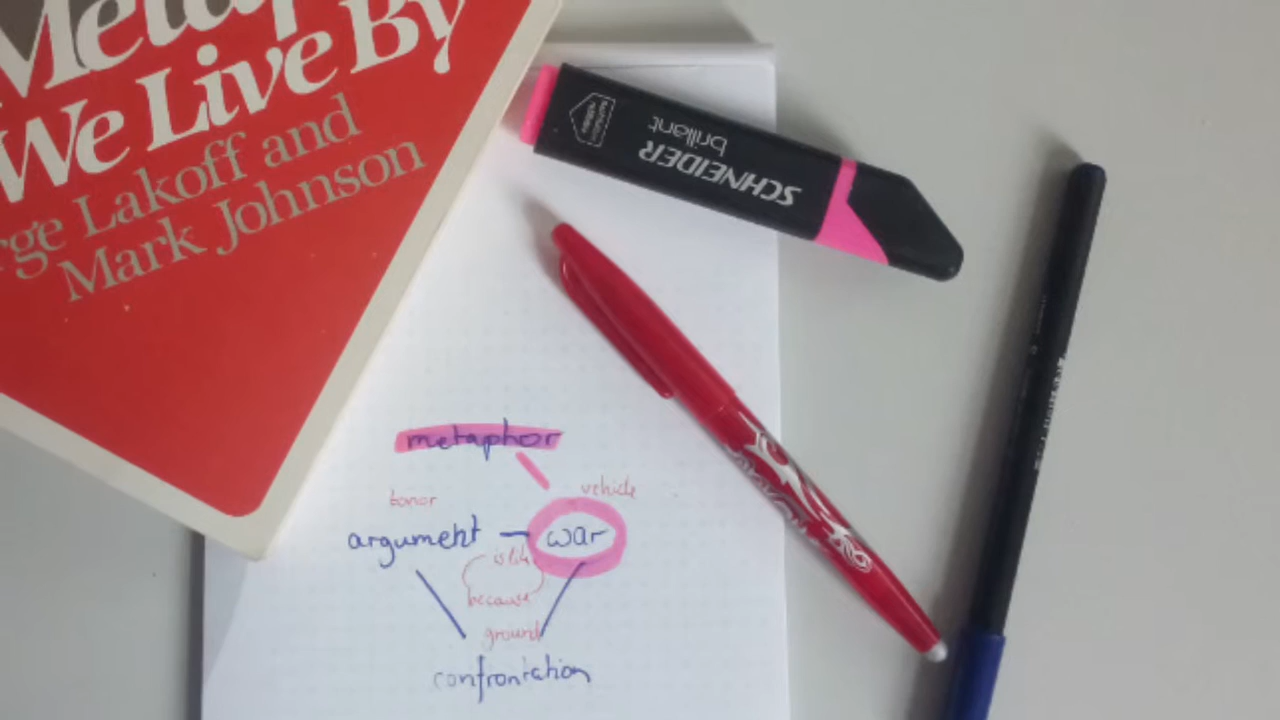 Metap
We Live By
rge Lakoff and
Mark Johnson
SCHNEIDER
brillant
metaphor
tonor
vehicle
argument
war
is like
because
ground
confrontation